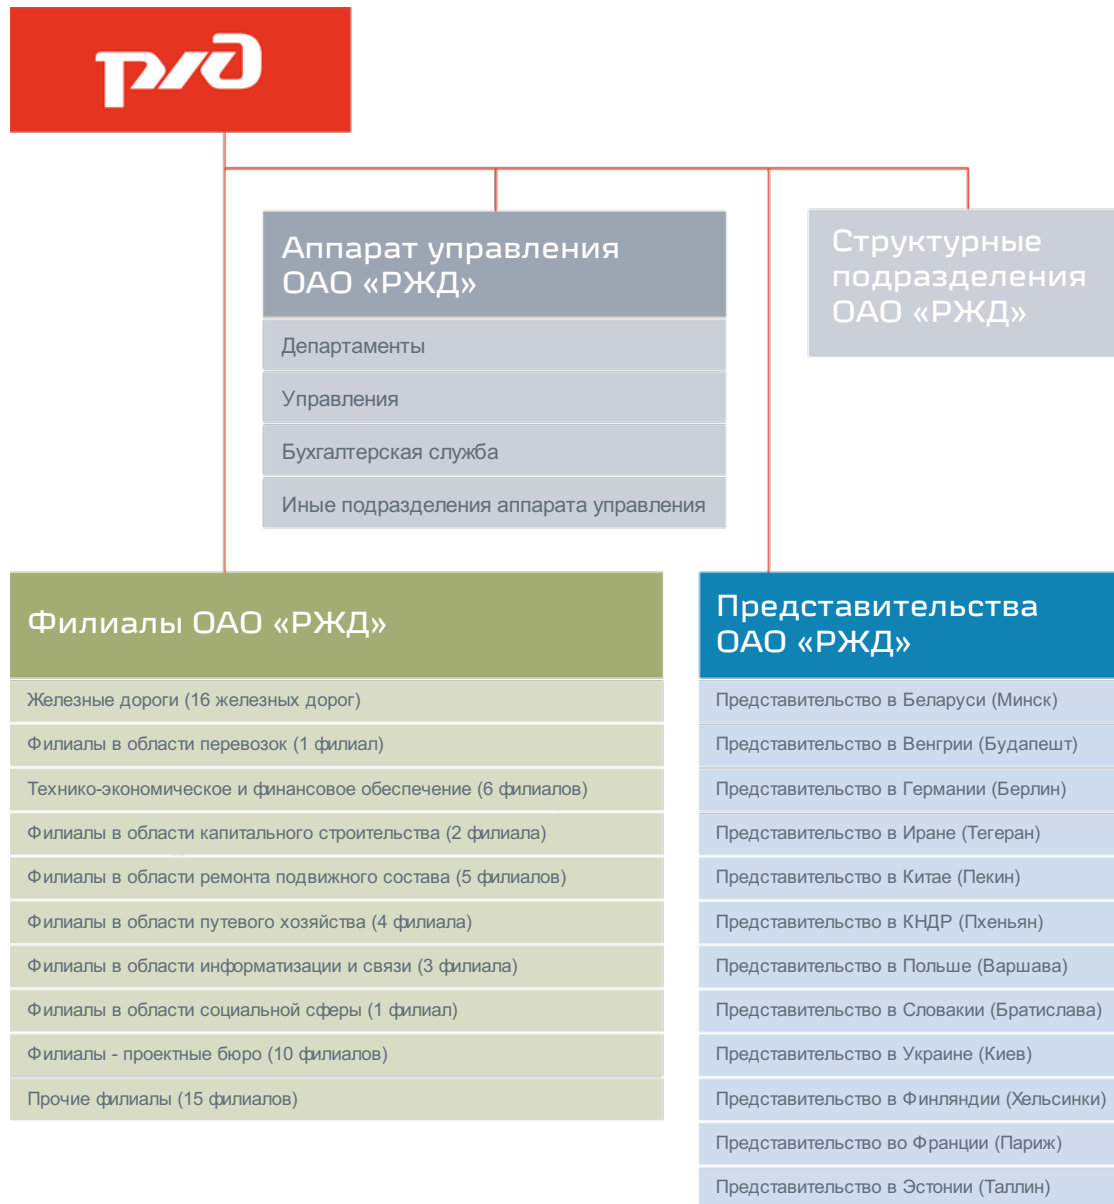 ржд
Аппарат управления
ОАО «РЖД»
Департаменты
Управления
Бухгалтерская служба
Иные подразделения аппарата управления
Структурные
подразделения
ОАО «РЖД»
Филиалы ОАО «РЖД»
Железные дороги (16 железных дорог)
Филиалы в области перевозок (1 филиал)
Технико-экономическое и финансовое обеспечение (6 филиалов)
Филиалы в области капитального строительства (2 филиала)
Филиалы в области ремонта подвижного состава (5 филиалов)
Филиалы в области путевого хозяйства (4 филиала)
Филиалы в области информатизации и связи (3 филиала)
Филиалы в области социальной сферы (1 филиал)
Филиалы - проектные бюро (10 филиалов)
Прочие филиалы (15 филиалов)
Представительства
ОАО «РЖД»
Представительство в Беларуси (Минск)
Представительство в Венгрии (Будапешт)
Представительство в Германии (Берлин)
Представительство в Иране (Тегеран)
Представительство в Китае (Пекин)
Представительство в КНДР (Пхеньян)
Представительство в Польше (Варшава)
Представительство в Словакии (Братислава)
Представительство в Украине (Киев)
Представительство в Финляндии (Хельсинки)
Представительство во Франции (Париж)
Представительство в Эстонии (Таллин)